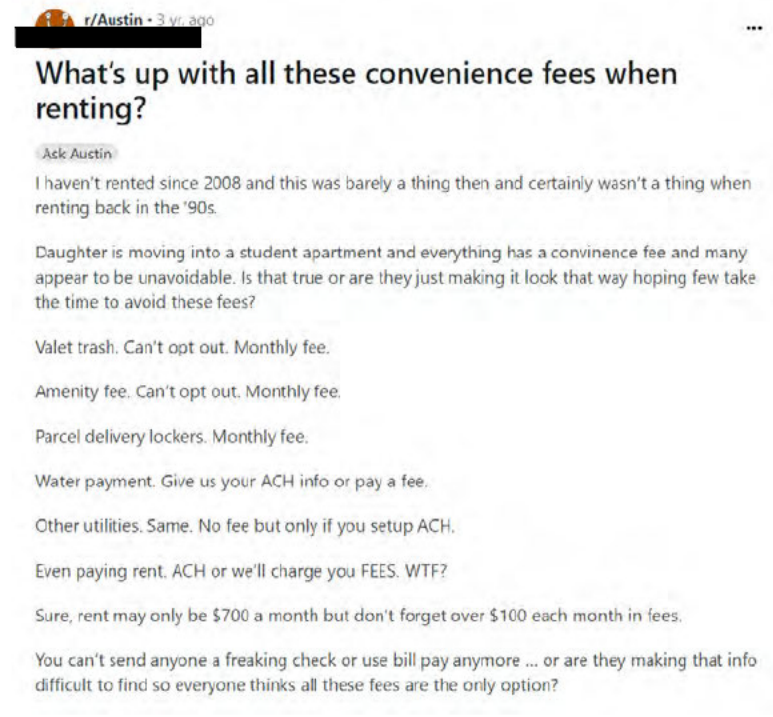 r/Austin • 3 yr. ago
What's up with all these convenience fees when
renting?
Ask Austin
I haven't rented since 2008 and this was barely a thing then and certainly wasn't a thing when
renting back in the '90s.
Daughter is moving into a student apartment and everything has a convinence fee and many
appear to be unavoidable. Is that true or are they just making it look that way hoping few take
the time to avoid these fees?
Valet trash. Can't opt out. Monthly fee.
Amenity fee. Can't opt out. Monthly fee.
Parcel delivery lockers. Monthly fee.
Water payment. Give us your ACH info or pay a fee.
Other utilities. Same. No fee but only if you setup ACH.
Even paying rent. ACH or we'll charge you FEES. WTF?
Sure, rent may only be $700 a month but don't forget over $100 each month in fees.
You can't send anyone a freaking check or use bill pay anymore ... or are they making that info
difficult to find so everyone thinks all these fees are the only option?